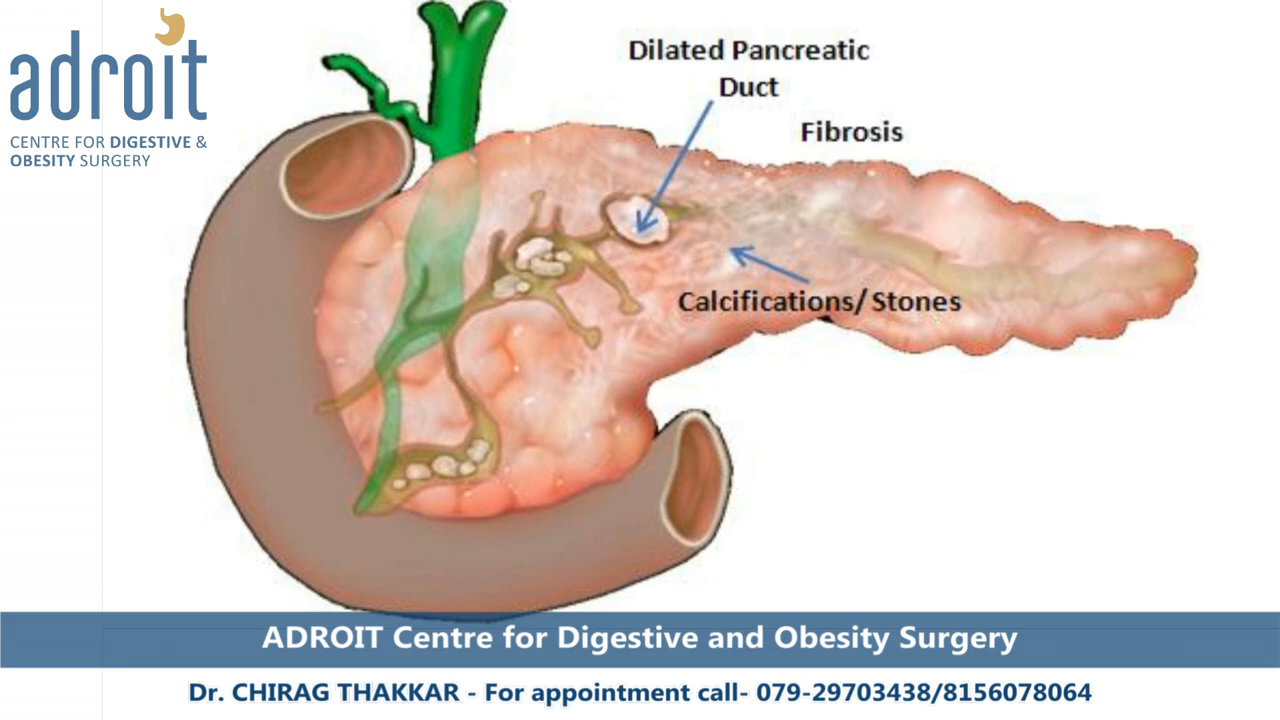 adroit
CENTRE FOR DIGESTIVE &
OBESITY SURGERY
Dilated Pancreatic
Duct
Fibrosis
Calcifications/ Stones
ADROIT Centre for Digestive and Obesity Surgery
Dr. CHIRAG THAKKAR - For appointment call- 079-29703438/8156078064